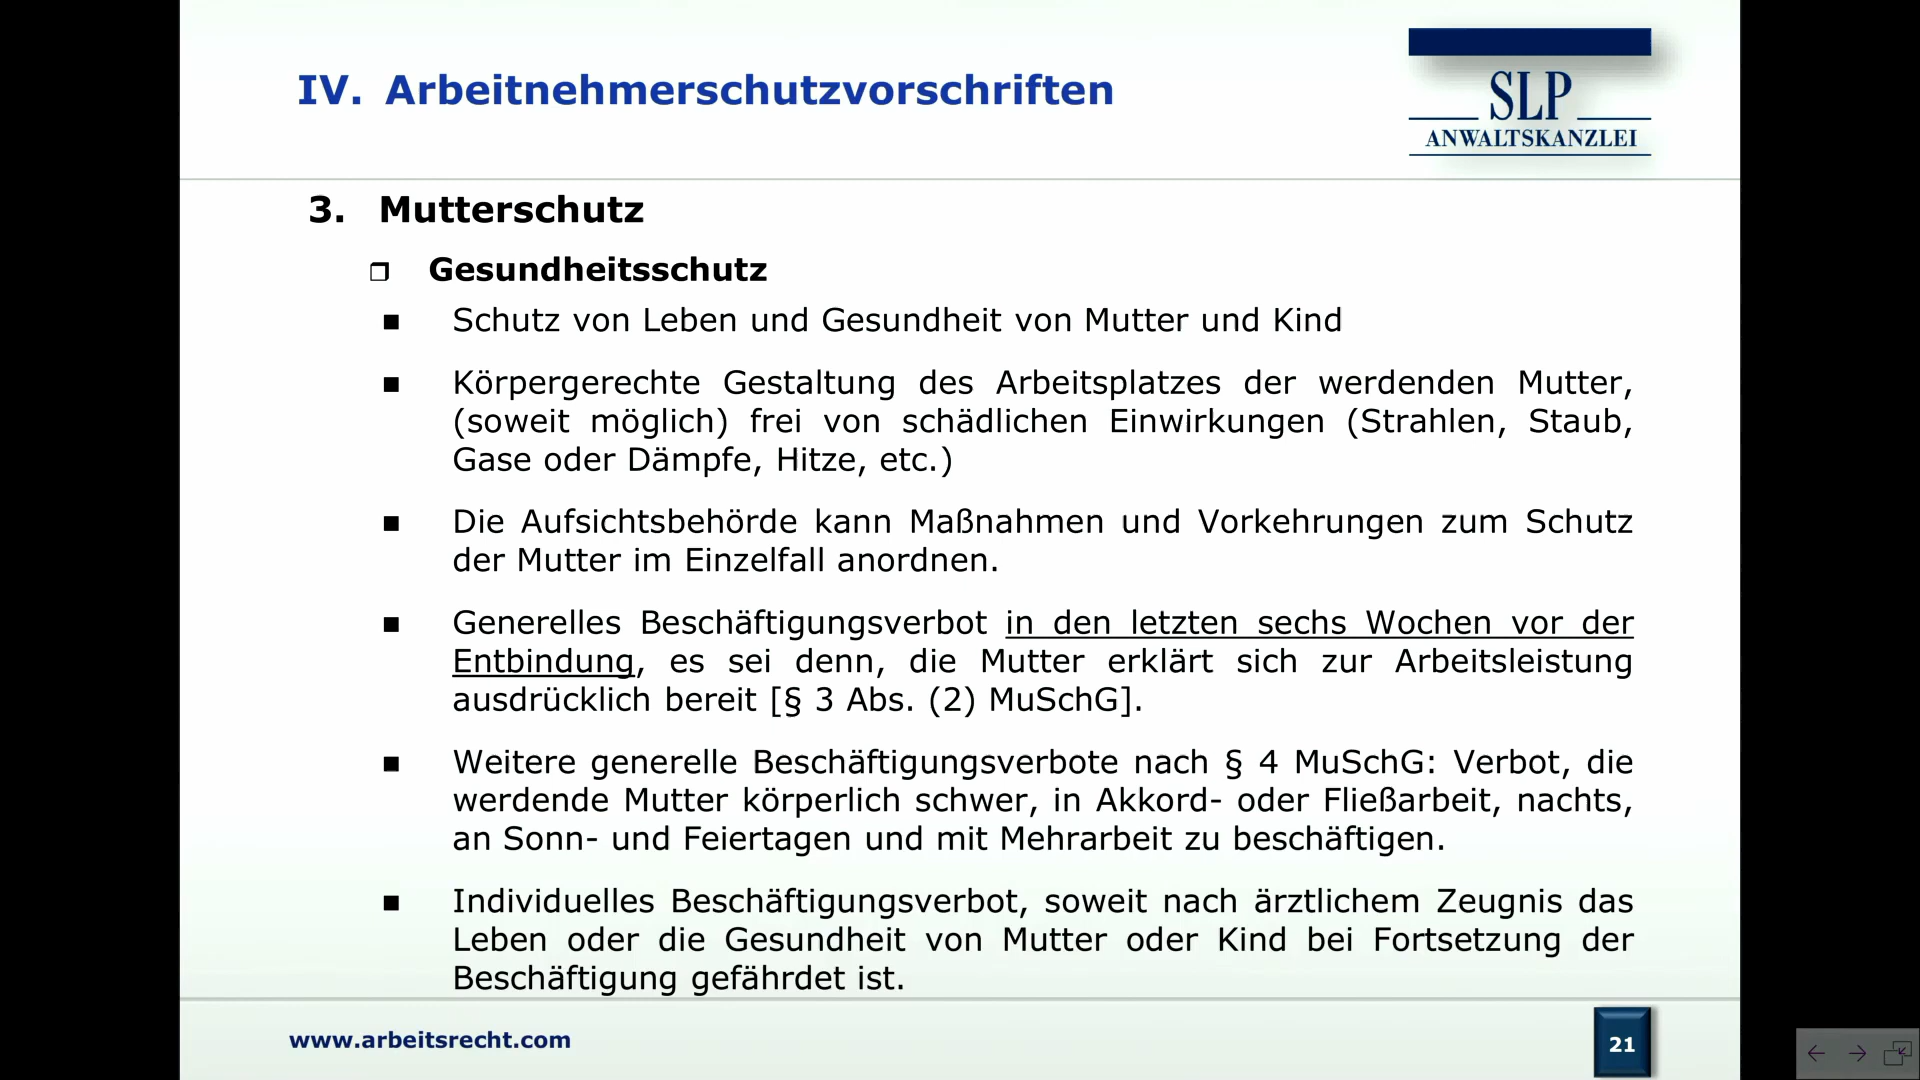 IV. Arbeitnehmerschutzvorschriften
SLP
ANWALTSKANZLEI
3. Mutterschutz
Gesundheitsschutz
Schutz von Leben und Gesundheit von Mutter und Kind
Körpergerechte Gestaltung des Arbeitsplatzes der werdenden Mutter,
(soweit möglich) frei von schädlichen Einwirkungen (Strahlen, Staub,
Gase oder Dämpfe, Hitze, etc.)
Die Aufsichtsbehörde kann Maßnahmen und Vorkehrungen zum Schutz
der Mutter im Einzelfall anordnen.
Generelles Beschäftigungsverbot in den letzten sechs Wochen vor der
Entbindung, es sei denn, die Mutter erklärt sich zur Arbeitsleistung
ausdrücklich bereit [§ 3 Abs. (2) MuSchG].
Weitere generelle Beschäftigungsverbote nach § 4 MuSchG: Verbot, die
werdende Mutter körperlich schwer, in Akkord- oder Fließarbeit, nachts,
an Sonn- und Feiertagen und mit Mehrarbeit zu beschäftigen.
Individuelles Beschäftigungsverbot, soweit nach ärztlichem Zeugnis das
Leben oder die Gesundheit von Mutter oder Kind bei Fortsetzung der
Beschäftigung gefährdet ist.
www.arbeitsrecht.com
21